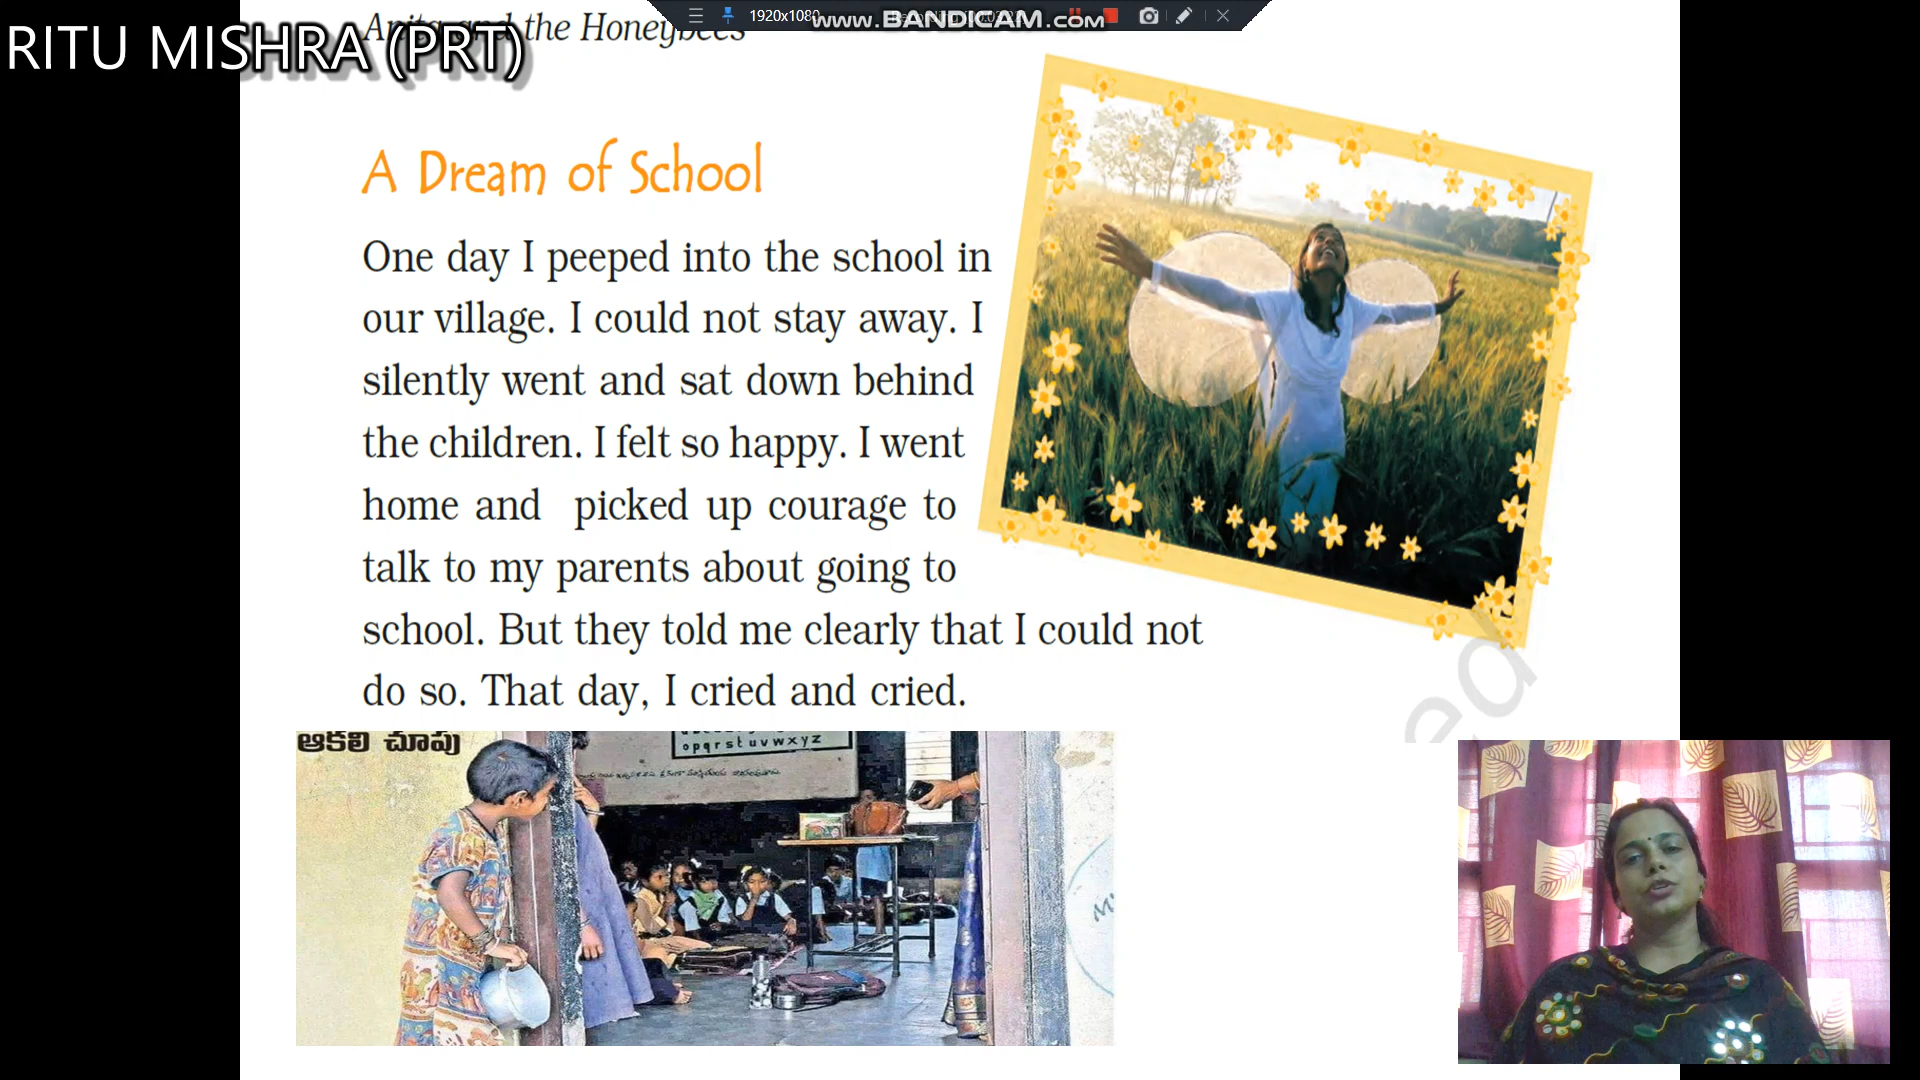 Anita and the Honeybees
1920x1080
www.BANDICAM.com
RITU MISHRA (PRT)
A Dream of School
One day I peeped into the school in
our village. I could not stay away. I
silently went and sat down behind
the children. I felt so happy. I went
home and picked up courage to
talk to my parents about going to
school. But they told me clearly that I could not
do so. That day, I cried and cried.
ed
ఆకలి చూపు
opqrstuvwxyz